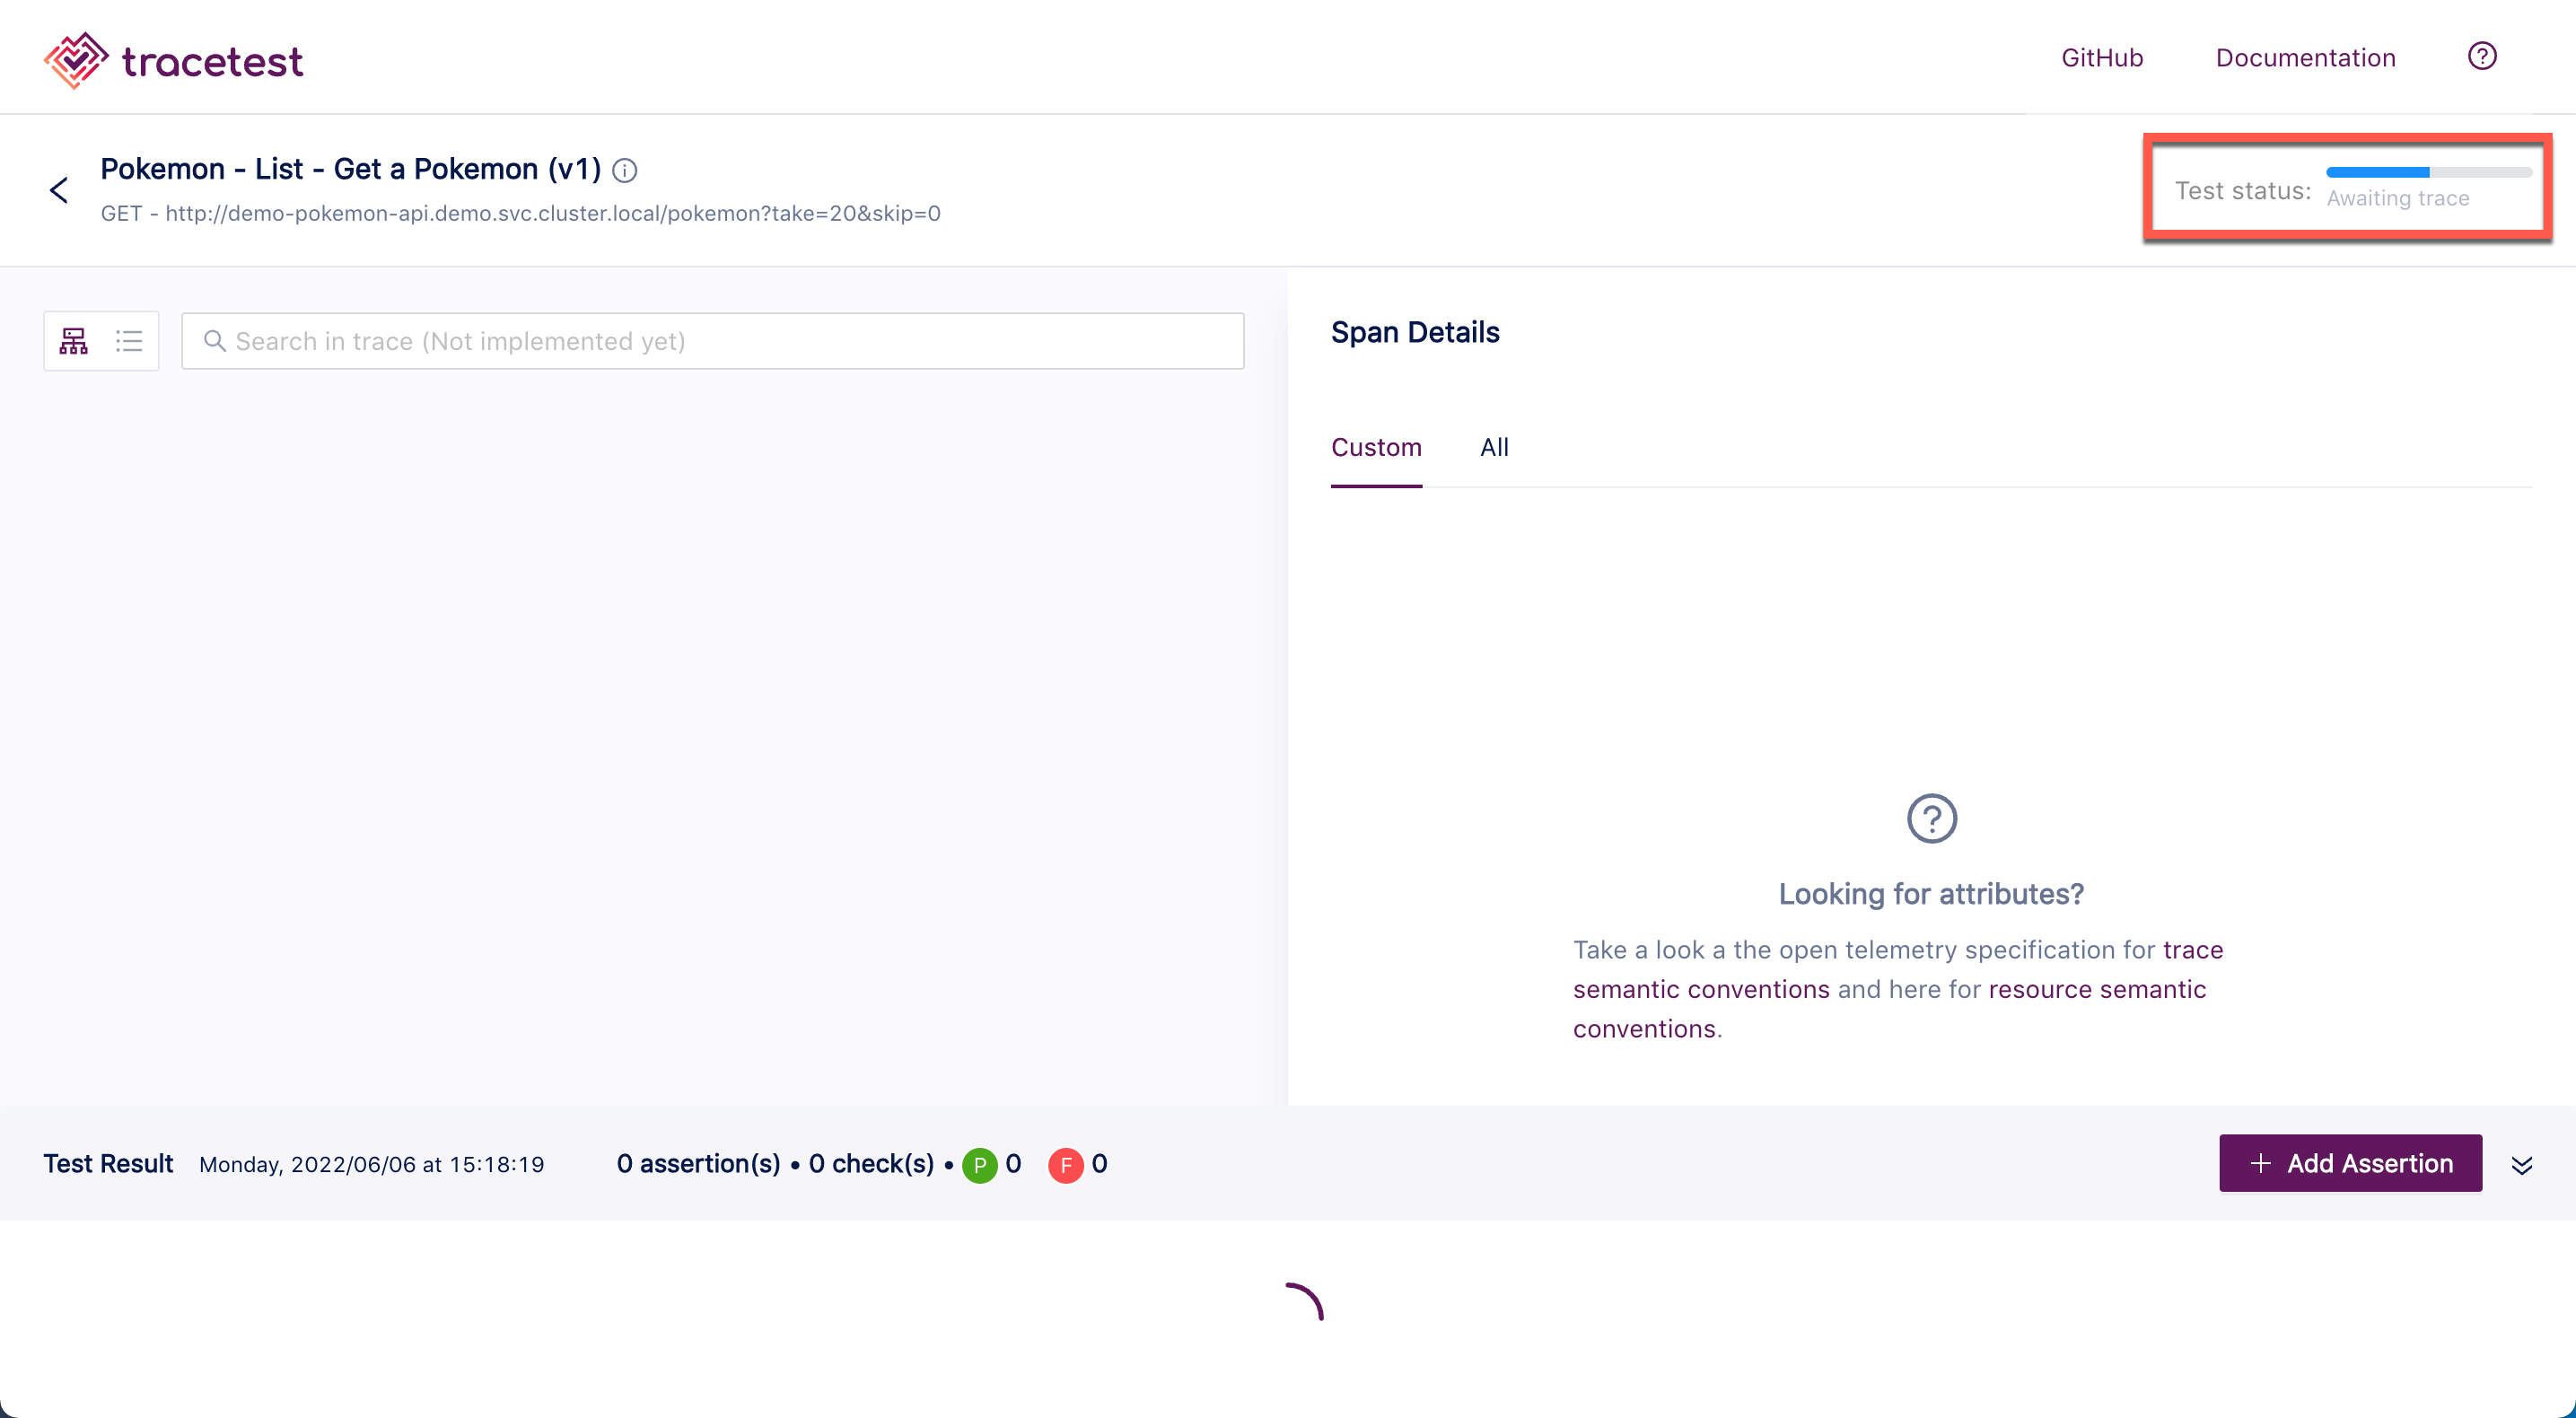 tracetest
GitHub
Documentation
Pokemon - List - Get a Pokemon (v1)
GET - http://demo-pokemon-api.demo.svc.cluster.local/pokemon?take=20&skip=0
Test status:
Awaiting trace
Search in trace (Not implemented yet)
Span Details
Custom
All
Looking for attributes?
Take a look a the open telemetry specification for trace
semantic conventions and here for resource semantic
conventions.
Test Result Monday, 2022/06/06 at 15:18:19 0 assertion(s) • 0 check(s) • P 0 F 0
Add Assertion